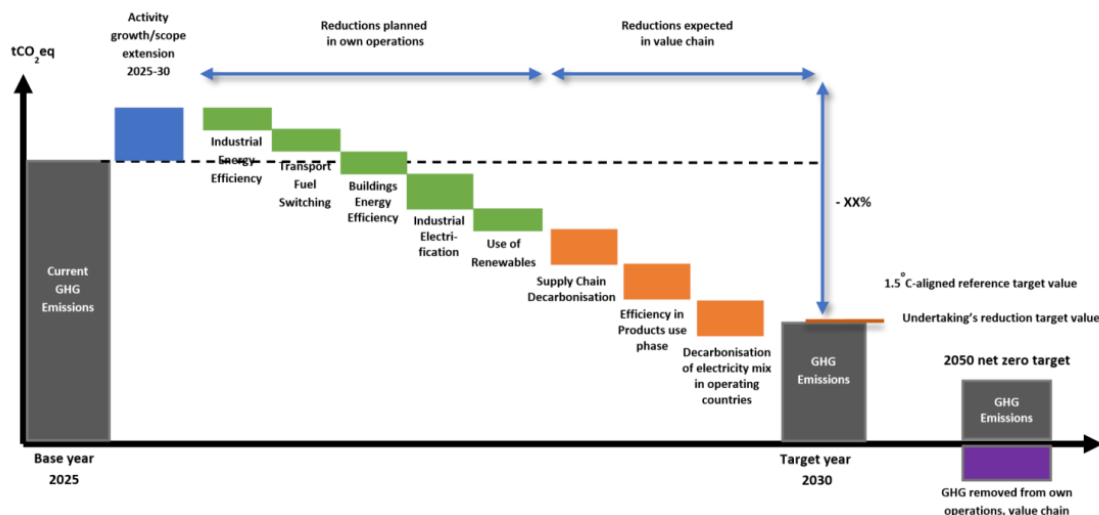 tCO2eq
Activity
growth/scope
extension
2025-30
Reductions planned
in own operations
Reductions expected
in value chain
Industrial
Energy
Efficiency
Transport
Fuel
Switching
Buildings
Energy
Efficiency
Industrial
Electri-
fication
Use of
Renewables
Supply Chain
Decarbonisation
Efficiency in
Products use
phase
Decarbonisation
of electricity mix
in operating
countries
- XX%
1.5°C-aligned reference target value
Undertaking's reduction target value
Current
GHG
Emissions
GHG
Emissions
2050 net zero target
GHG
Emissions
Base year
2025
Target year
2030
GHG removed from own
operations, value chain